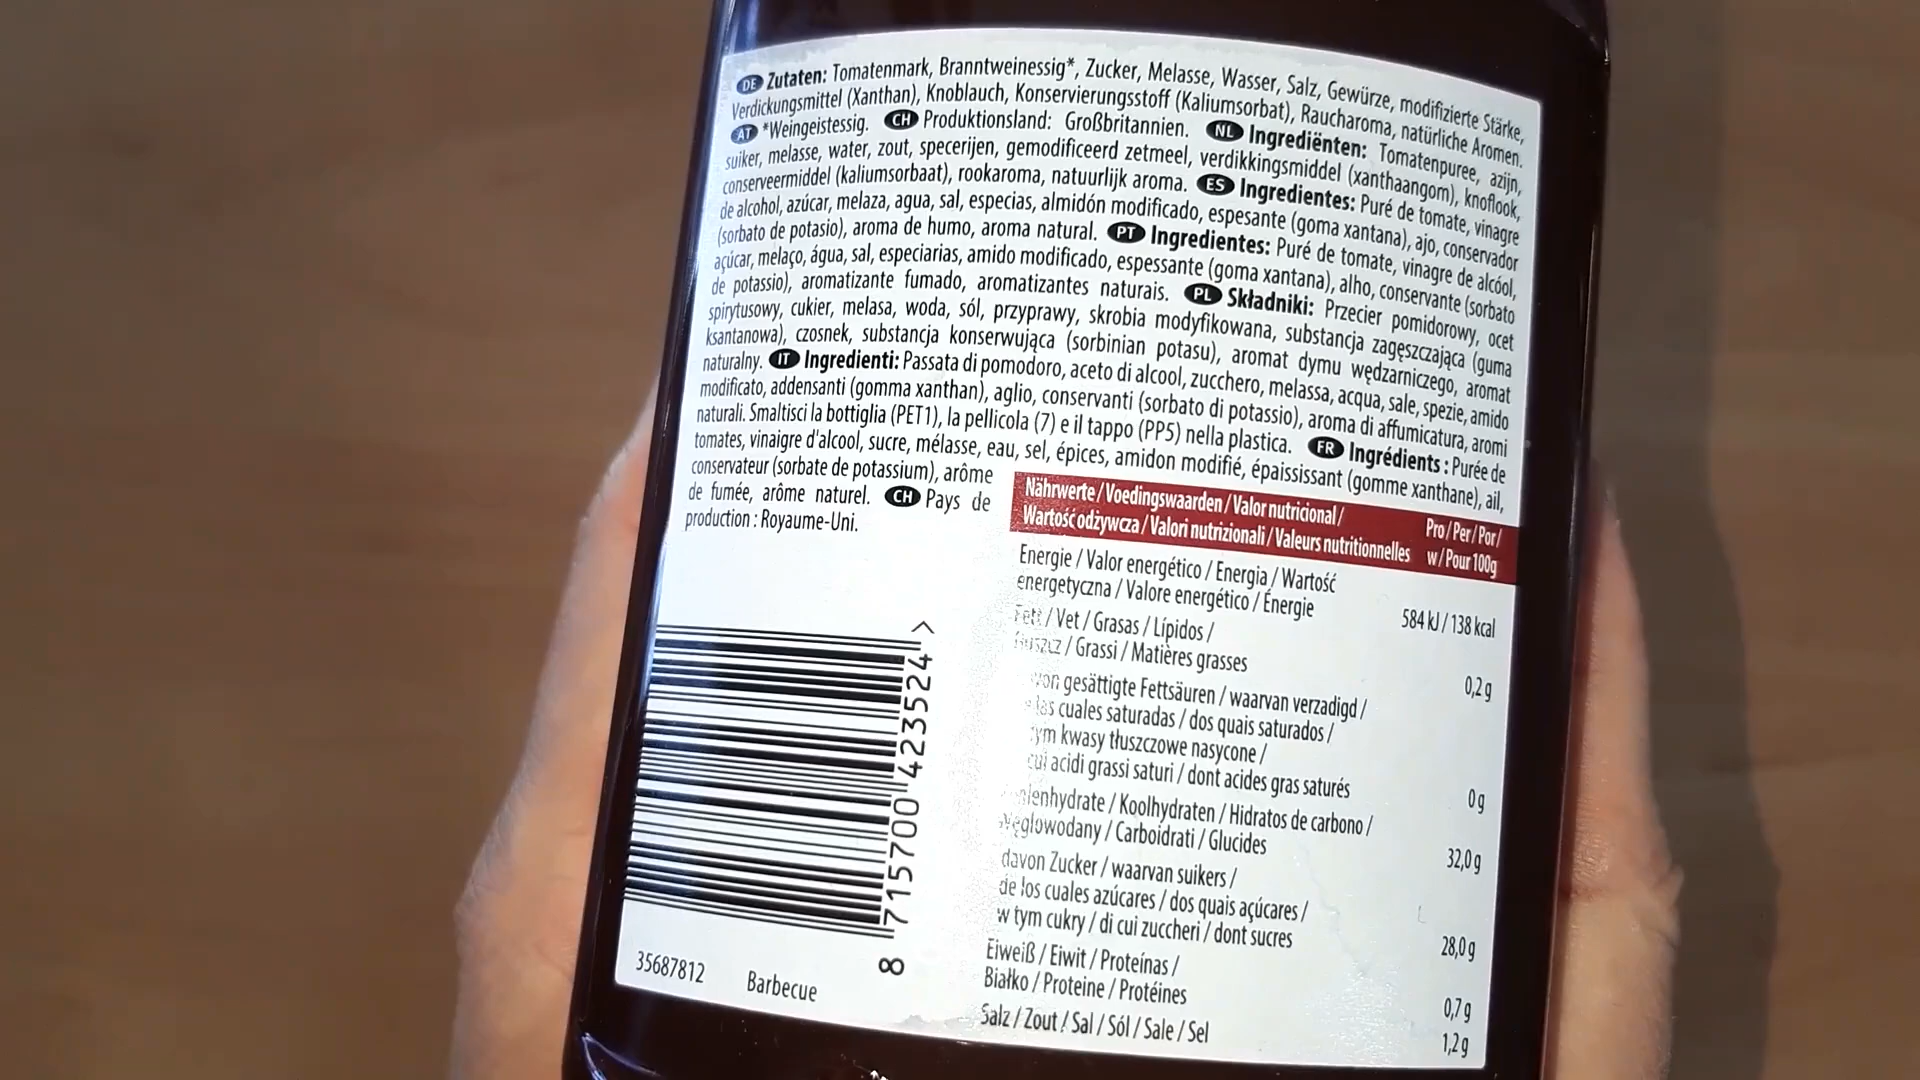 DE Zutaten: Tomatenmark, Branntweinessig*, Zucker, Melasse, Wasser, Salz, Gewürze, modifizierte Stärke,
Verdickungsmittel (Xanthan), Knoblauch, Konservierungsstoff (Kaliumsorbat), Raucharoma, natürliche Aromen.
AT *Weingeistessig. CH Produktionsland: Großbritannien. NL Ingrediënten: Tomatenpuree, azijn,
suiker, melasse, water, zout, specerijen, gemodificeerd zetmeel, verdikkingsmiddel (xanthaangom), knoflook,
conserveermiddel (kaliumsorbaat), rookaroma, natuurlijk aroma. ES Ingredientes: Puré de tomate, vinagre
de alcohol, azúcar, melaza, agua, sal, especias, almidón modificado, espesante (goma xantana), ajo, conservador
(sorbato de potasio), aroma de humo, aroma natural. PT Ingredientes: Puré de tomate, vinagre de alcóol,
açúcar, melaço, água, sal, especiarias, amido modificado, espessante (goma xantana), alho, conservante (sorbato
de potassio), aromatizante fumado, aromatizantes naturais. PL Składniki: Przecier pomidorowy, ocet
spirytusowy, cukier, melasa, woda, sól, przyprawy, skrobia modyfikowana, substancja zagęszczająca (guma
ksantanowa), czosnek, substancja konserwująca (sorbinian potasu), aromat dymu wędzarniczego, aromat
naturalny. IT Ingredienti: Passata di pomodoro, aceto di alcool, zucchero, melassa, acqua, sale, spezie, amido
modificato, addensanti (gomma xanthan), aglio, conservanti (sorbato di potassio), aroma di affumicatura, aromi
naturali. Smaltisci la bottiglia (PET1), la pellicola (7) e il tappo (PP5) nella plastica. FR Ingrédients : Purée de
tomates, vinaigre d'alcool, sucre, mélasse, eau, sel, épices, amidon modifié, épaississant (gomme xanthane), ail,
conservateur (sorbate de potassium), arôme
de fumée, arôme naturel. CH Pays de
production : Royaume-Uni.
Nährwerte / Voedingswaarden / Valor nutricional /
Wartość odżywcza / Valori nutrizionali / Valeurs nutritionnelles
Pro / Per / Por /
w / Pour 100g
Energie / Valor energético / Energia / Wartość
energetyczna / Valore energético / Énergie
584 kJ / 138 kcal
Fett / Vet / Grasas / Lípidos /
Tłuszcz / Grassi / Matières grasses
0,2 g
von gesättigte Fettsäuren / waarvan verzadigd /
las cuales saturadas / dos quais saturados /
tym kwasy tłuszczowe nasycone /
cui acidi grassi saturi / dont acides gras saturés
0 g
Koolhydraten / Hidratos de carbono /
Węglowodany / Carboidrati / Glucides
32,0 g
davon Zucker / waarvan suikers /
de los cuales azúcares / dos quais açúcares /
w tym cukry / di cui zuccheri / dont sucres
28,0 g
Eiweiß / Eiwit / Proteínas /
Białko / Proteine / Protéines
0,7 g
Salz / Zout / Sal / Sól / Sale / Sel
1,2 g
8 715700 423524 >
35687812 Barbecue